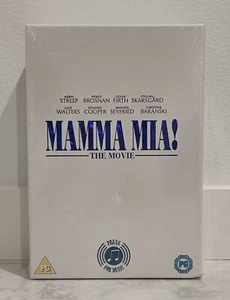 MERYL PIERCE COLIN STELLAN
STREEP BROSNAN FIRTH SKARSGÅRD
JULIE DOMINIC AMANDA CHRISTINE
WALTERS COOPER SEYFRIED BARANSKI
MAMMA MIA!
THE MOVIE
PRESS
FOR MUSIC
PG
PG